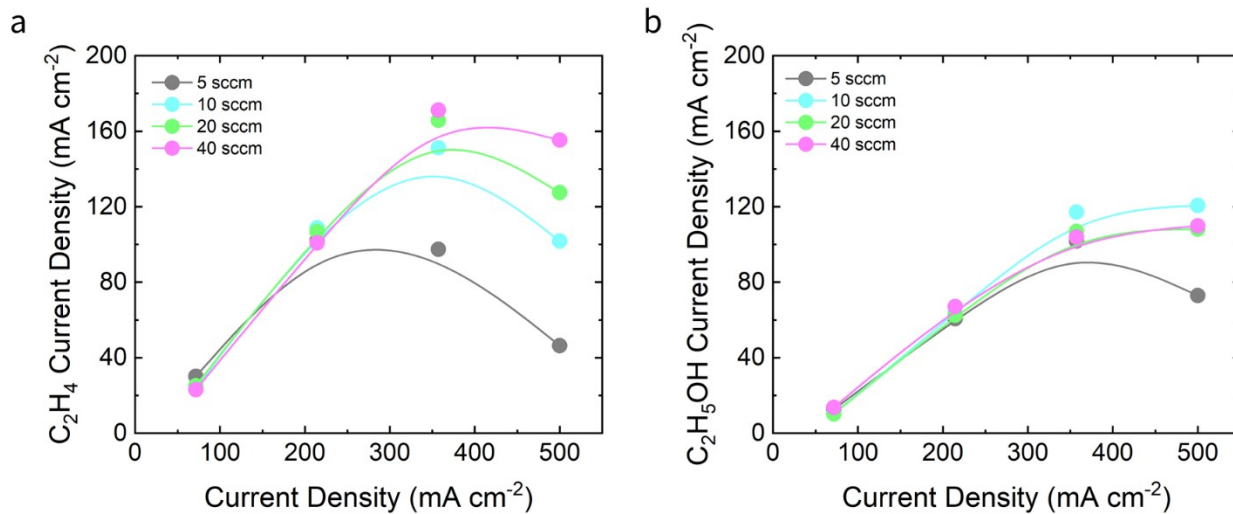 a
C₂H₄ Current Density (mA cm⁻²)
200
160
120
80
40
0
5 sccm
10 sccm
20 sccm
40 sccm
0 100 200 300 400 500
Current Density (mA cm⁻²)
b
C₂H₅OH Current Density (mA cm⁻²)
200
160
120
80
40
0
5 sccm
10 sccm
20 sccm
40 sccm
0 100 200 300 400 500
Current Density (mA cm⁻²)